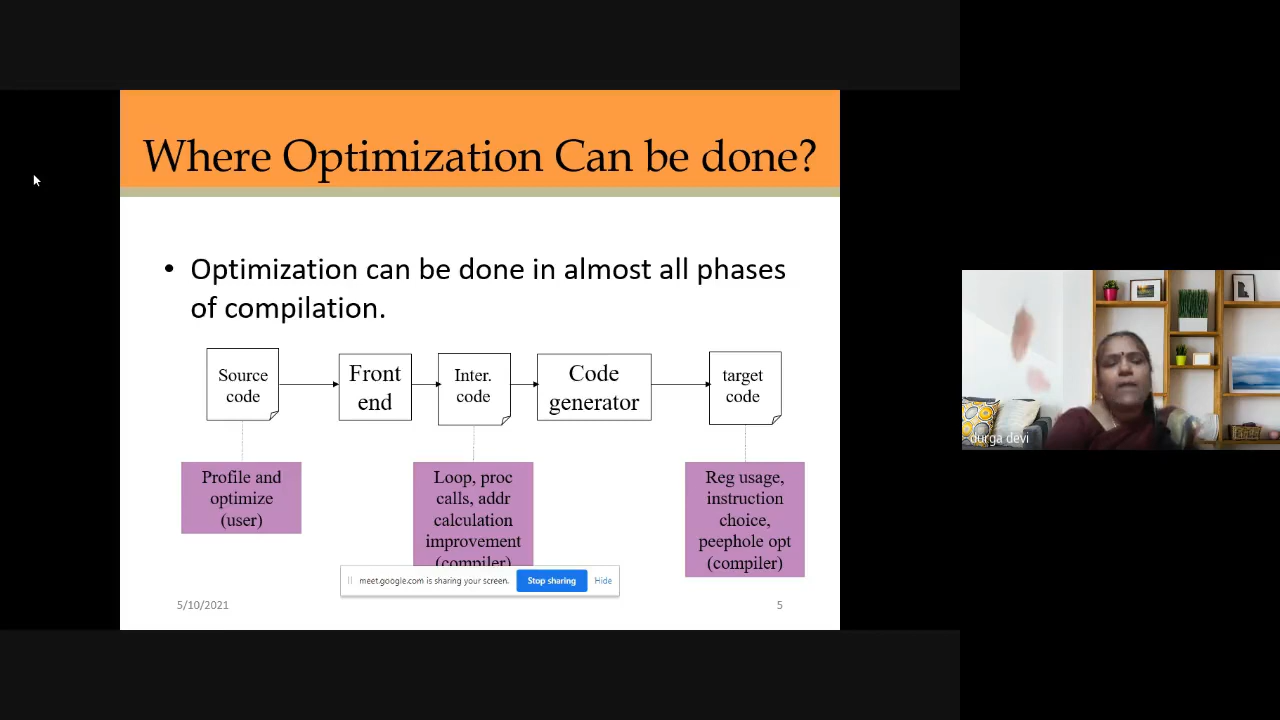 Where Optimization Can be done?
• Optimization can be done in almost all phases
of compilation.
Source
code
Front
end
Inter.
code
Code
generator
target
code
Profile and
optimize
(user)
Loop, proc
calls, addr
calculation
improvement
(compiler)
Reg usage,
instruction
choice,
peephole opt
(compiler)
meet.google.com is sharing your screen.
Stop sharing
Hide
5/10/2021
5
durga devi